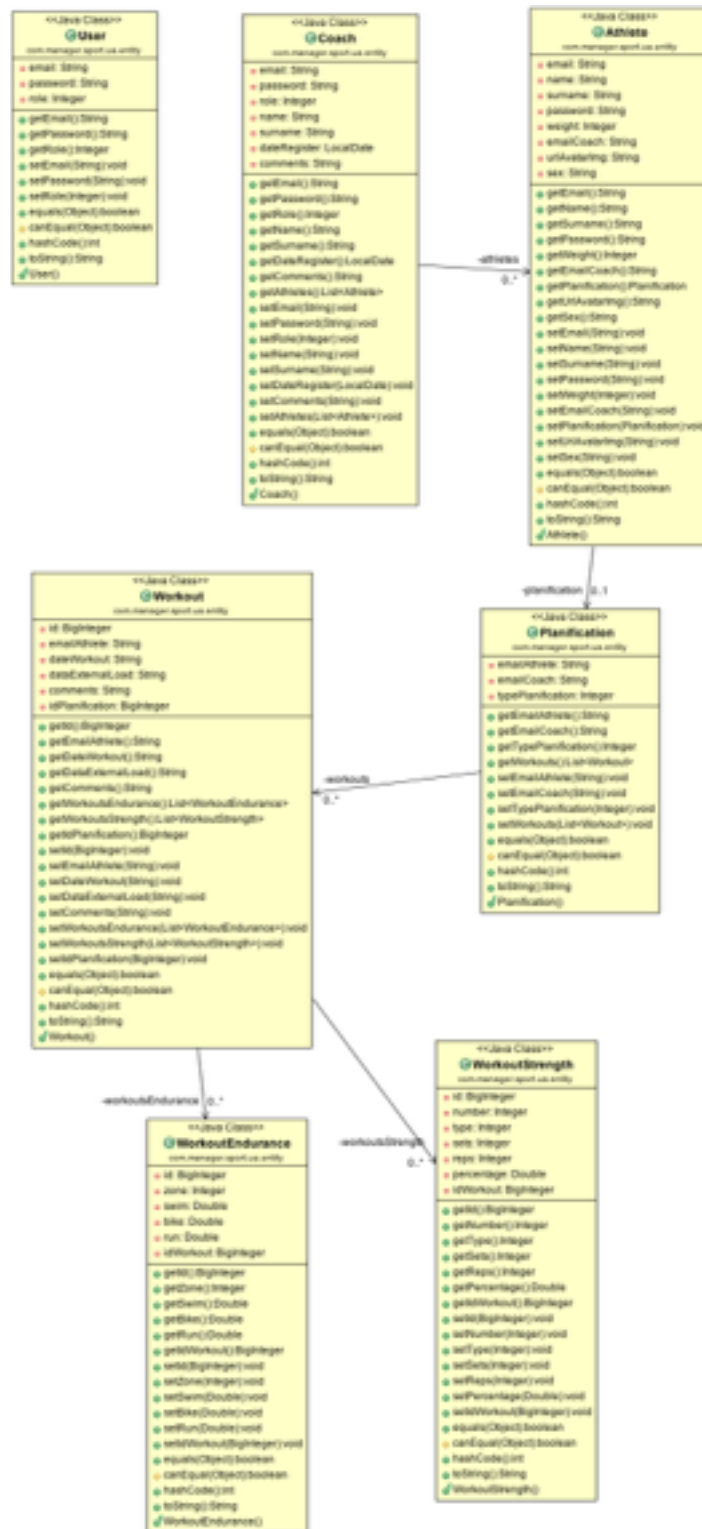 <<Java Class>>
User
com.manager.sport.ua.entity
email: String
password: String
role: Integer
getEmail():String
getPassword():String
getRole():Integer
setEmail(String):void
setPassword(String):void
setRole(Integer):void
equals(Object):boolean
canEqual(Object):boolean
hashCode():int
toString():String
User()
<<Java Class>>
Coach
com.manager.sport.ua.entity
email: String
password: String
role: Integer
name: String
surname: String
dateRegister: LocalDate
comments: String
getEmail():String
getPassword():String
getRole():Integer
getName():String
getSurname():String
getDateRegister():LocalDate
getComments():String
getAthletes():List<Athlete>
setEmail(String):void
setPassword(String):void
setRole(Integer):void
setName(String):void
setSurname(String):void
setDateRegister(LocalDate):void
setComments(String):void
setAthletes(List<Athlete>):void
equals(Object):boolean
canEqual(Object):boolean
hashCode():int
toString():String
Coach()
-athletes
0..*
<<Java Class>>
Athlete
com.manager.sport.ua.entity
email: String
name: String
surname: String
password: String
weight: Integer
emailCoach: String
urlAvatarImg: String
sex: String
getEmail():String
getName():String
getSurname():String
getPassword():String
getWeight():Integer
getEmailCoach():String
getPlanification():Planification
getUrlAvatarImg():String
getSex():String
setEmail(String):void
setName(String):void
setSurname(String):void
setPassword(String):void
setWeight(Integer):void
setEmailCoach(String):void
setPlanification(Planification):void
setUrlAvatarImg(String):void
setSex(String):void
equals(Object):boolean
canEqual(Object):boolean
hashCode():int
toString():String
Athlete()
-planification 0..1
<<Java Class>>
Workout
com.manager.sport.ua.entity
id: BigInteger
emailAthlete: String
dateWorkout: String
dataExternalLoad: String
comments: String
idPlanification: BigInteger
getId():BigInteger
getEmailAthlete():String
getDateWorkout():String
getDataExternalLoad():String
getComments():String
getWorkoutsEndurance():List<WorkoutEndurance>
getWorkoutsStrength():List<WorkoutStrength>
getIdPlanification():BigInteger
setId(BigInteger):void
setEmailAthlete(String):void
setDateWorkout(String):void
setDataExternalLoad(String):void
setComments(String):void
setWorkoutsEndurance(List<WorkoutEndurance>):void
setWorkoutsStrength(List<WorkoutStrength>):void
setIdPlanification(BigInteger):void
equals(Object):boolean
canEqual(Object):boolean
hashCode():int
toString():String
Workout()
-workouts
0..*
<<Java Class>>
Planification
com.manager.sport.ua.entity
emailAthlete: String
emailCoach: String
typePlanification: Integer
getEmailAthlete():String
getEmailCoach():String
getTypePlanification():Integer
getWorkouts():List<Workout>
setEmailAthlete(String):void
setEmailCoach(String):void
setTypePlanification(Integer):void
setWorkouts(List<Workout>):void
equals(Object):boolean
canEqual(Object):boolean
hashCode():int
toString():String
Planification()
-workoutsEndurance 0..*
<<Java Class>>
WorkoutEndurance
com.manager.sport.ua.entity
id: BigInteger
zone: Integer
swim: Double
bike: Double
run: Double
idWorkout: BigInteger
getId():BigInteger
getZone():Integer
getSwim():Double
getBike():Double
getRun():Double
getIdWorkout():BigInteger
setId(BigInteger):void
setZone(Integer):void
setSwim(Double):void
setBike(Double):void
setRun(Double):void
setIdWorkout(BigInteger):void
equals(Object):boolean
canEqual(Object):boolean
hashCode():int
toString():String
WorkoutEndurance()
-workoutsStrength
0..*
<<Java Class>>
WorkoutStrength
com.manager.sport.ua.entity
id: BigInteger
number: Integer
type: Integer
sets: Integer
reps: Integer
percentage: Double
idWorkout: BigInteger
getId():BigInteger
getNumber():Integer
getType():Integer
getSets():Integer
getReps():Integer
getPercentage():Double
getIdWorkout():BigInteger
setId(BigInteger):void
setNumber(Integer):void
setType(Integer):void
setSets(Integer):void
setReps(Integer):void
setPercentage(Double):void
setIdWorkout(BigInteger):void
equals(Object):boolean
canEqual(Object):boolean
hashCode():int
toString():String
WorkoutStrength()